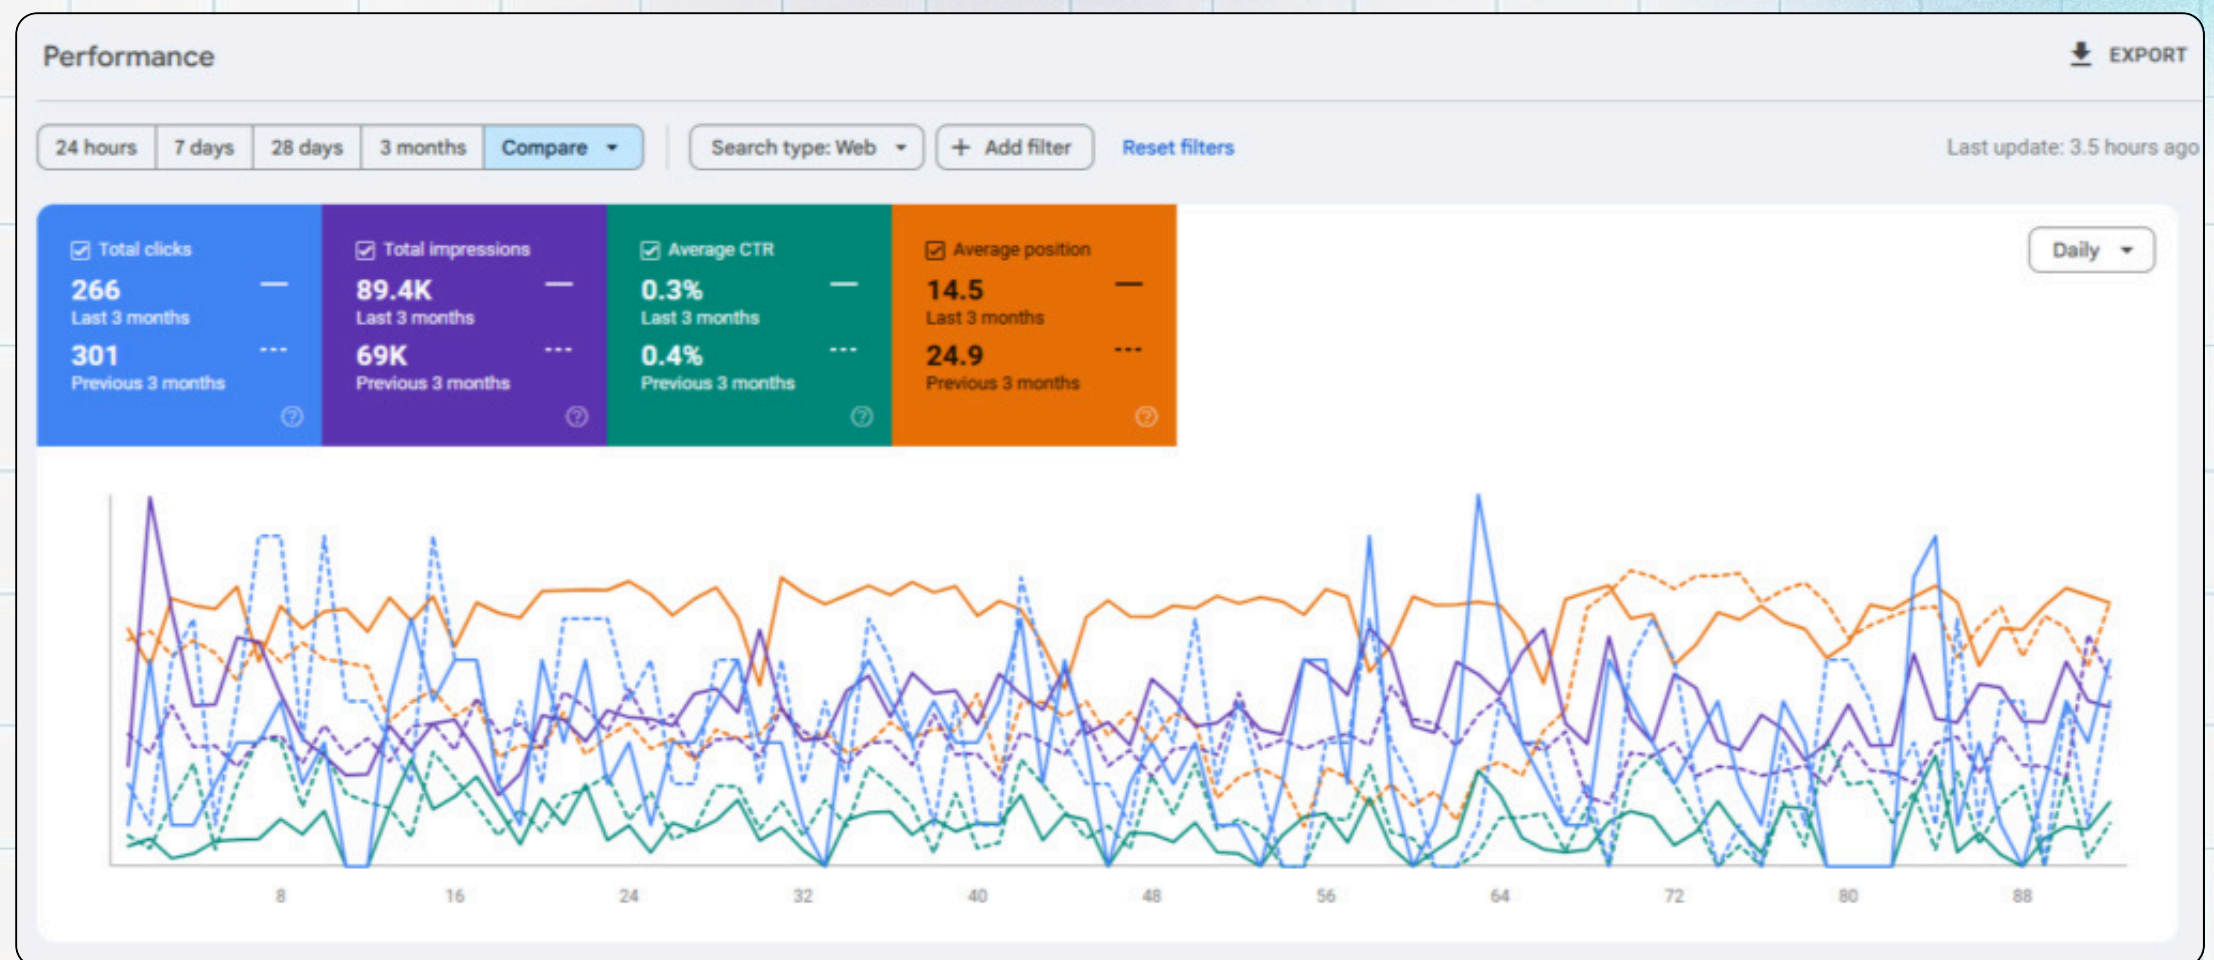 Performance
EXPORT
24 hours 7 days 28 days 3 months Compare Search type: Web + Add filter Reset filters Last update: 3.5 hours ago
Total clicks Total impressions Average CTR Average position Daily
266 89.4K 0.3% 14.5
Last 3 months Last 3 months Last 3 months Last 3 months
301 69K 0.4% 24.9
Previous 3 months Previous 3 months Previous 3 months Previous 3 months
8 16 24 32 40 48 56 64 72 80 88